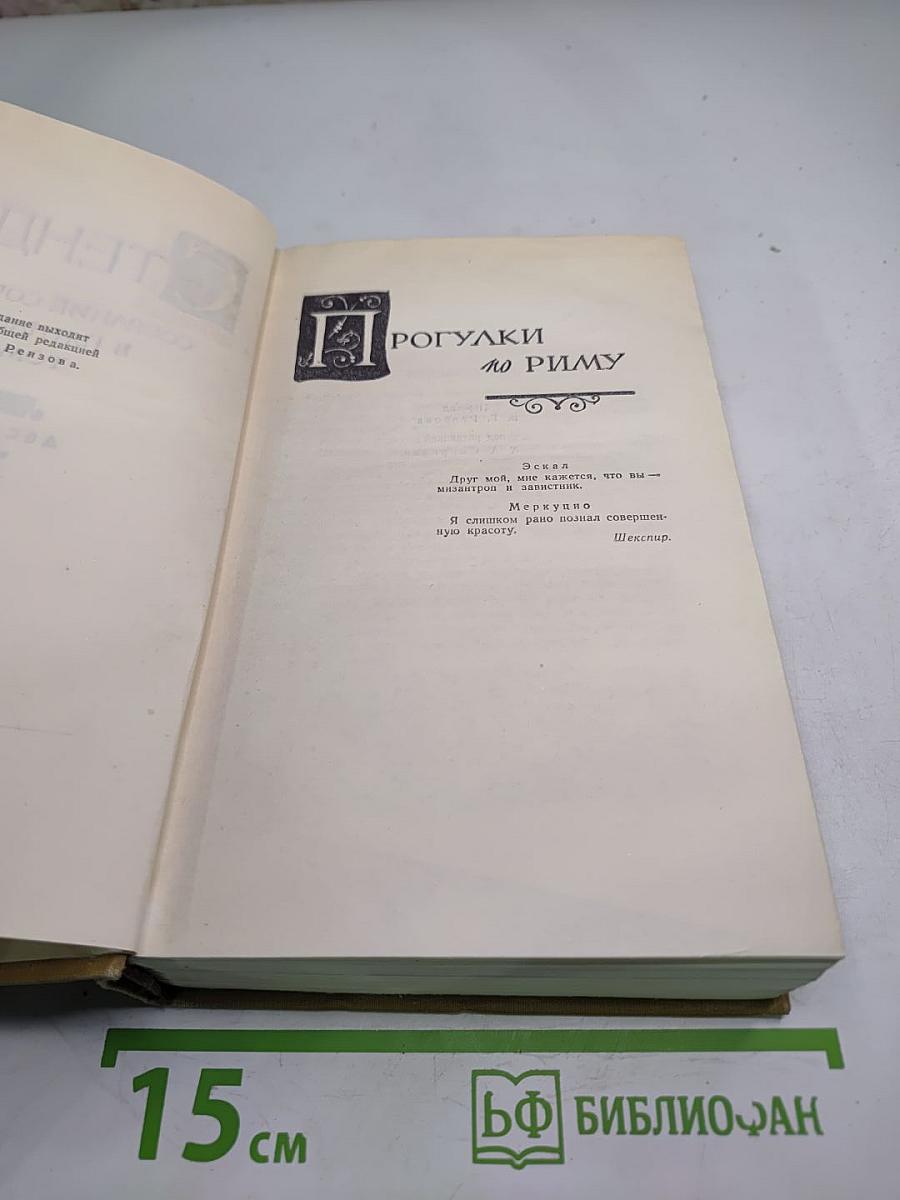 дание выходит
бщей редакцией
Реизова.
ПРОГУЛКИ
по РИМУ
Эскал
Друг мой, мне кажется, что вы —
мизантроп и завистник.
Меркуцио
Я слишком рано познал совершен-
ную красоту.
Шекспир.
15 см
БФ БИБЛИОФАН